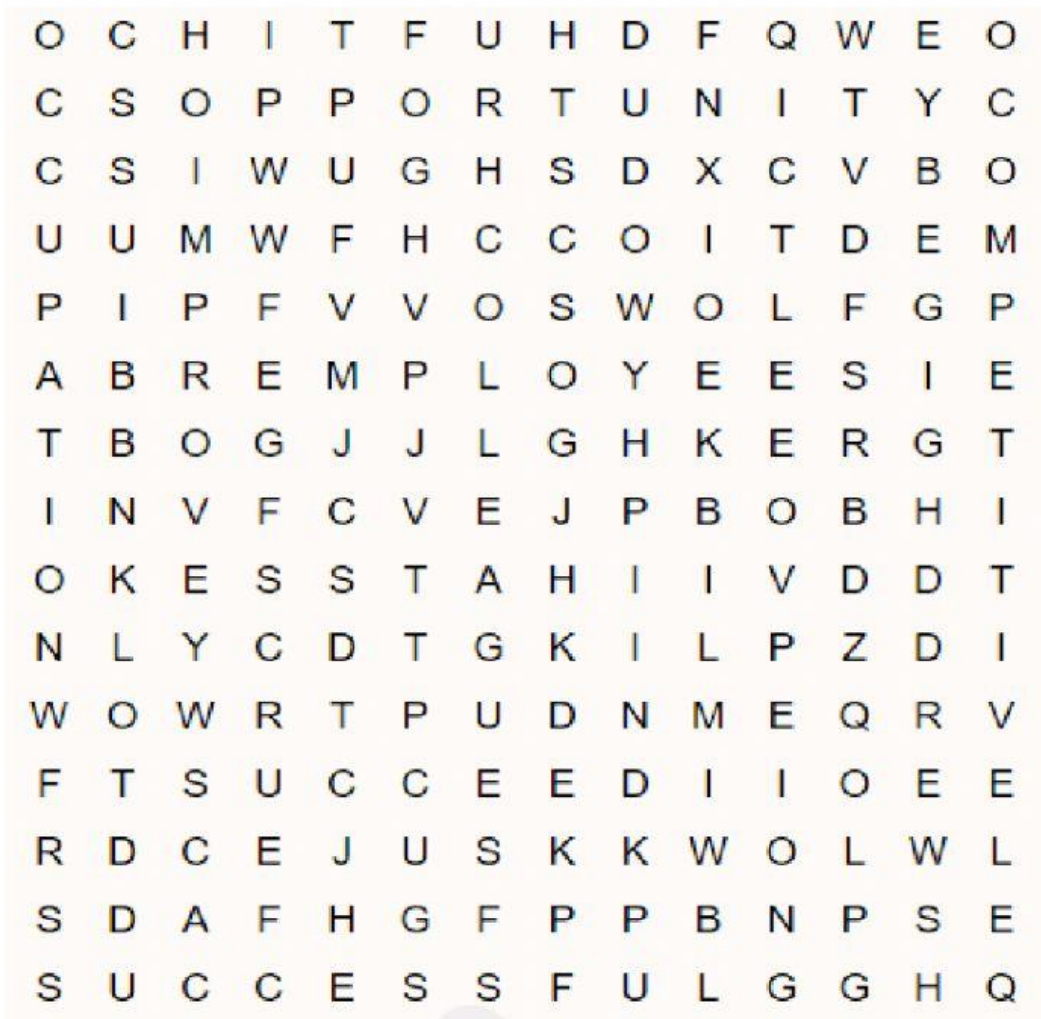 O C H I T F U H D F Q W E O
C S O P P O R T U N I T Y C
C S I W U G H S D X C V B O
U U M W F H C C O I T D E M
P I P F V V O S W O L F G P
A B R E M P L O Y E E S I E
T B O G J J L G H K E R G T
I N V F C V E J P B O B H I
O K E S S T A H I I V D D T
N L Y C D T G K I L P Z D I
W O W R T P U D N M E Q R V
F T S U C C E E D I I O E E
R D C E J U S K K W O L W L
S D A F H G F P P B N P S E
S U C C E S S F U L G G H Q